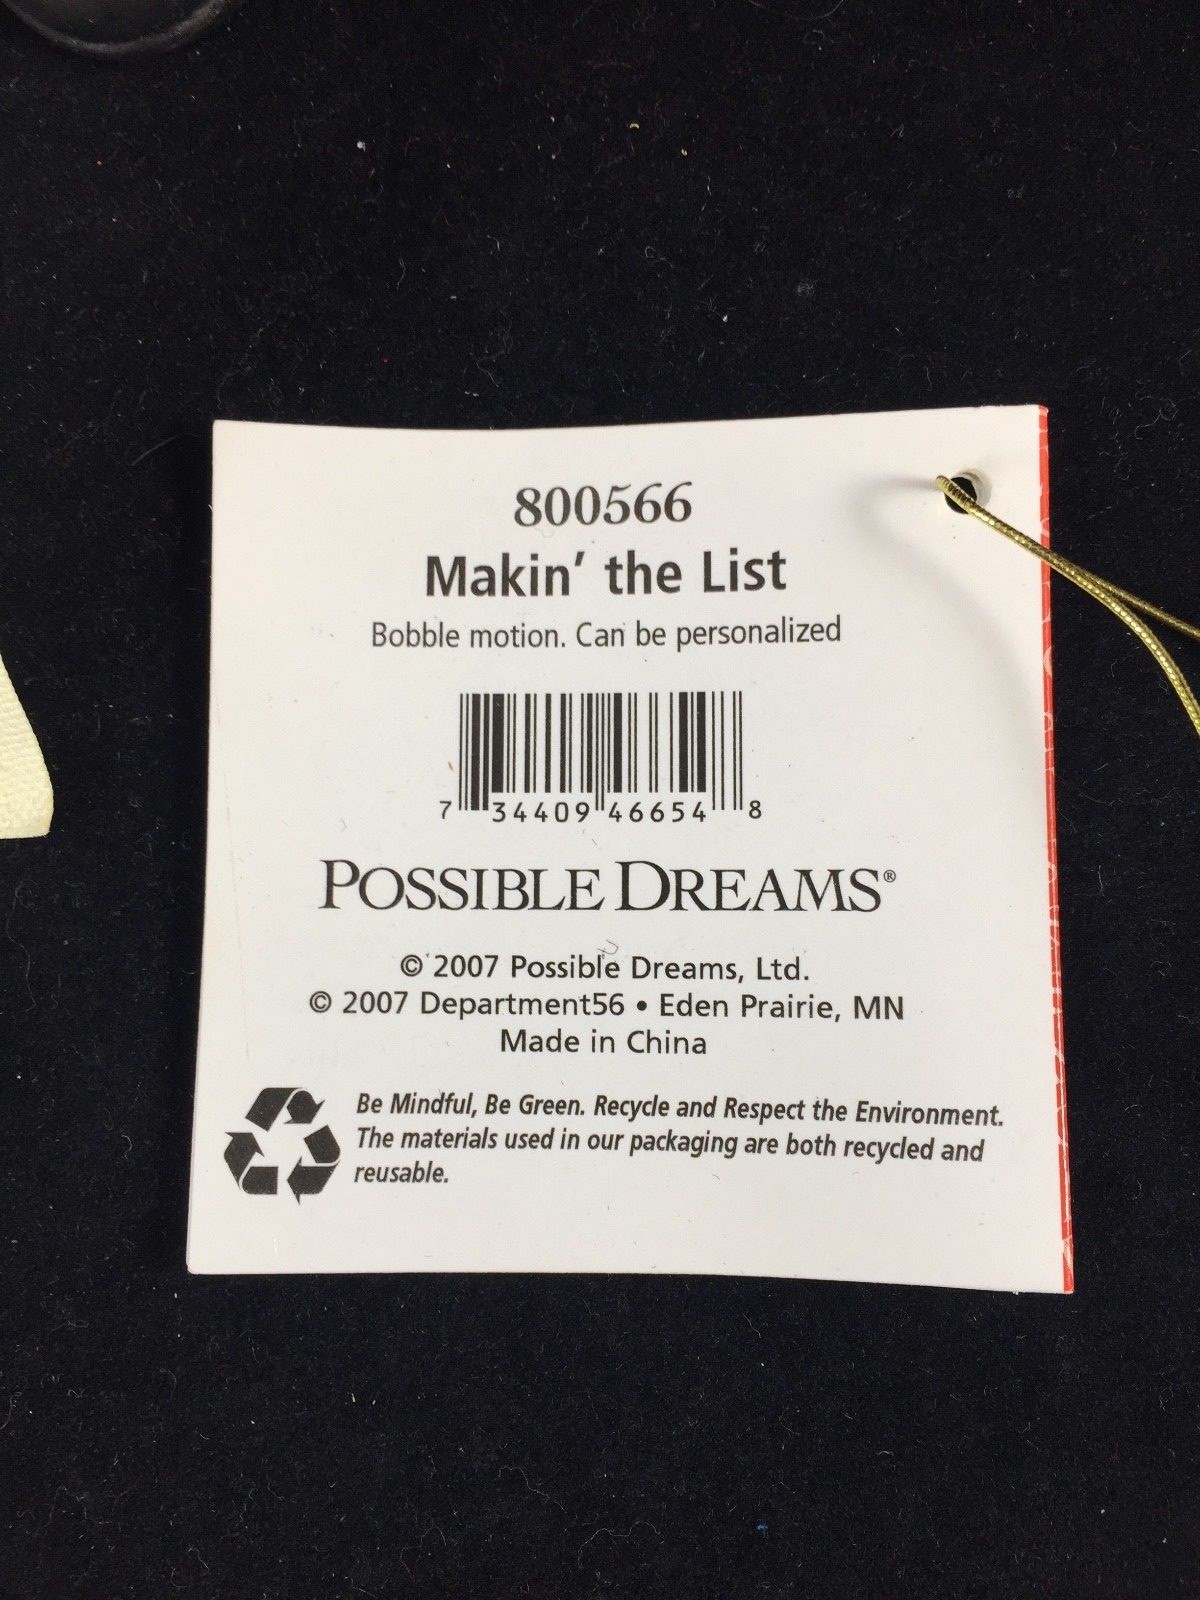 800566
Makin' the List
Bobble motion. Can be personalized
7 34409 46654 8
POSSIBLE DREAMS®
© 2007 Possible Dreams, Ltd.
© 2007 Department56 • Eden Prairie, MN
Made in China
Be Mindful, Be Green. Recycle and Respect the Environment.
The materials used in our packaging are both recycled and
reusable.